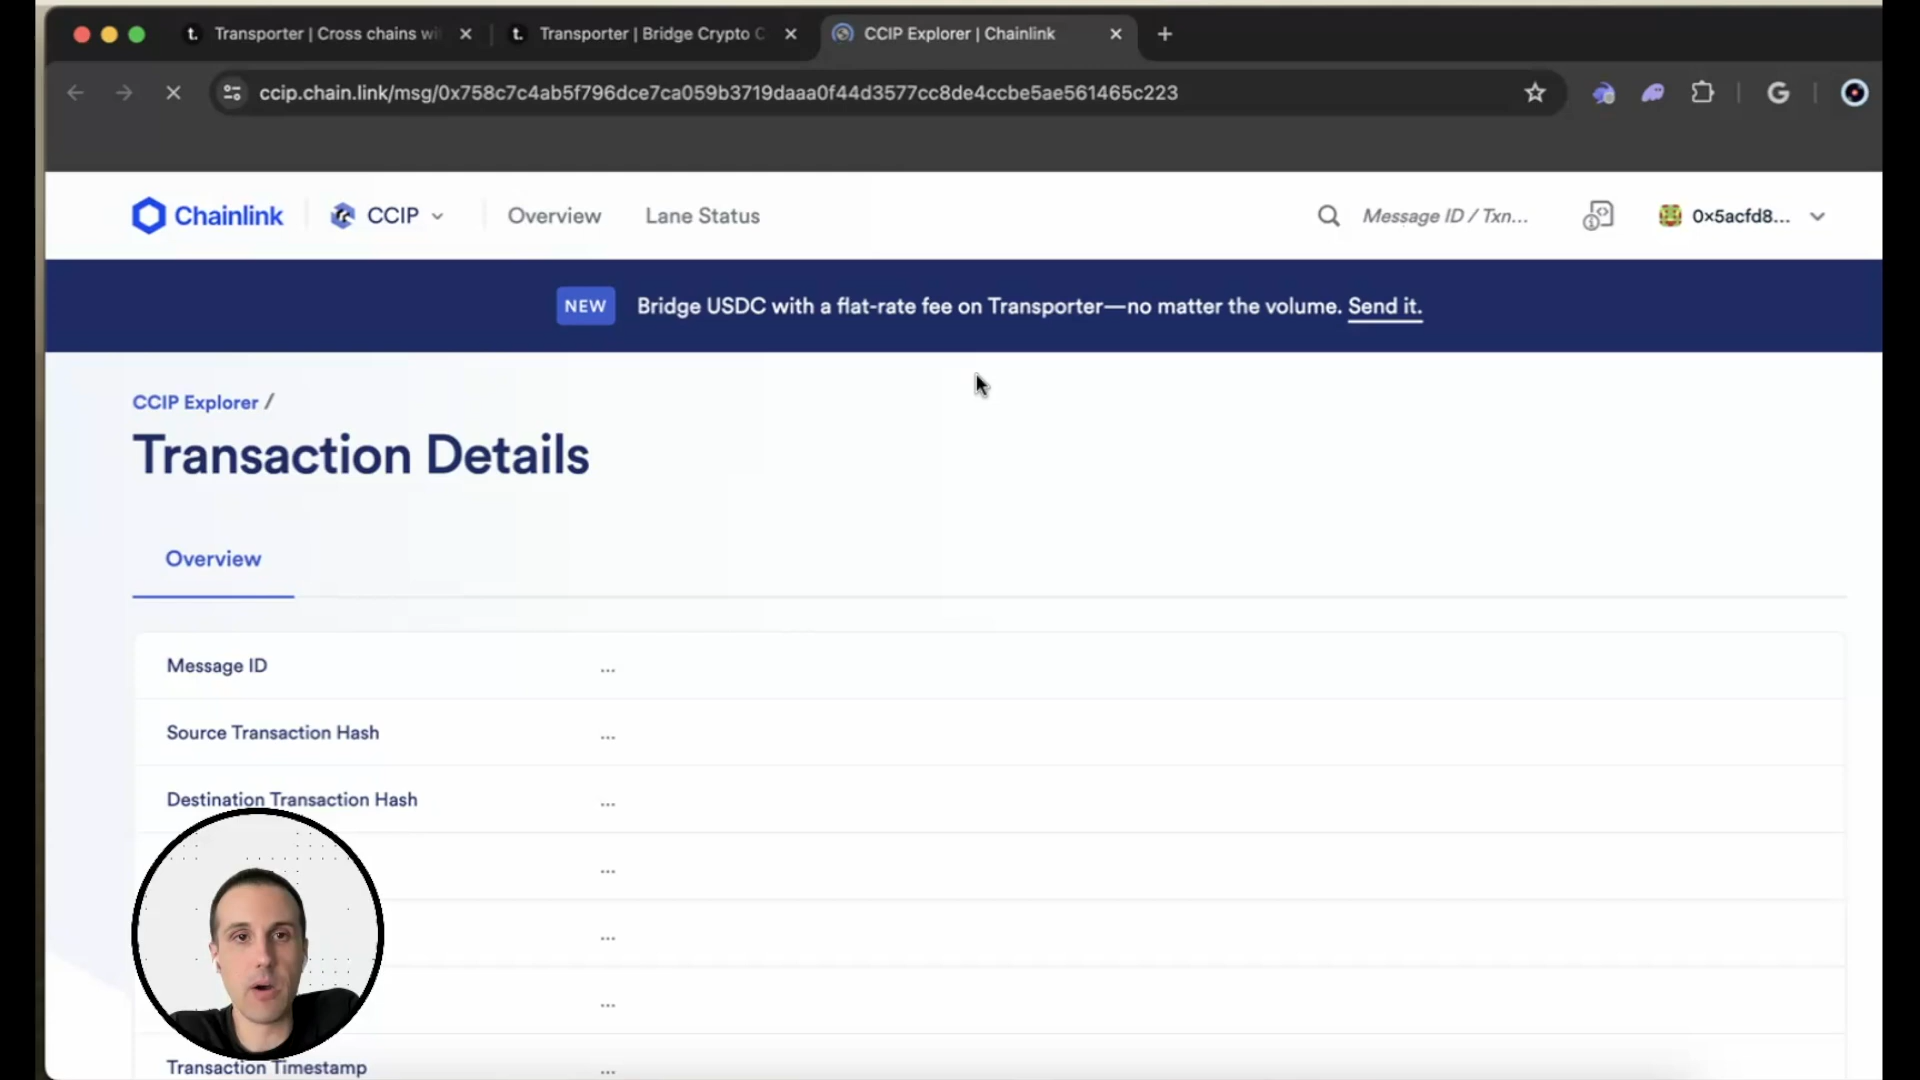 Transporter | Cross chains wi
Transporter | Bridge Crypto C
CCIP Explorer | Chainlink
ccip.chain.link/msg/0x758c7c4ab5f796dce7ca059b3719daaa0f44d3577cc8de4ccbe5ae561465c223
Chainlink
CCIP
Overview
Lane Status
Message ID / Txn...
0x5acfd8...
NEW
Bridge USDC with a flat-rate fee on Transporter—no matter the volume. Send it.
CCIP Explorer /
Transaction Details
Overview
Message ID ...
Source Transaction Hash ...
Destination Transaction Hash ...
...
...
...
Transaction Timestamp ...